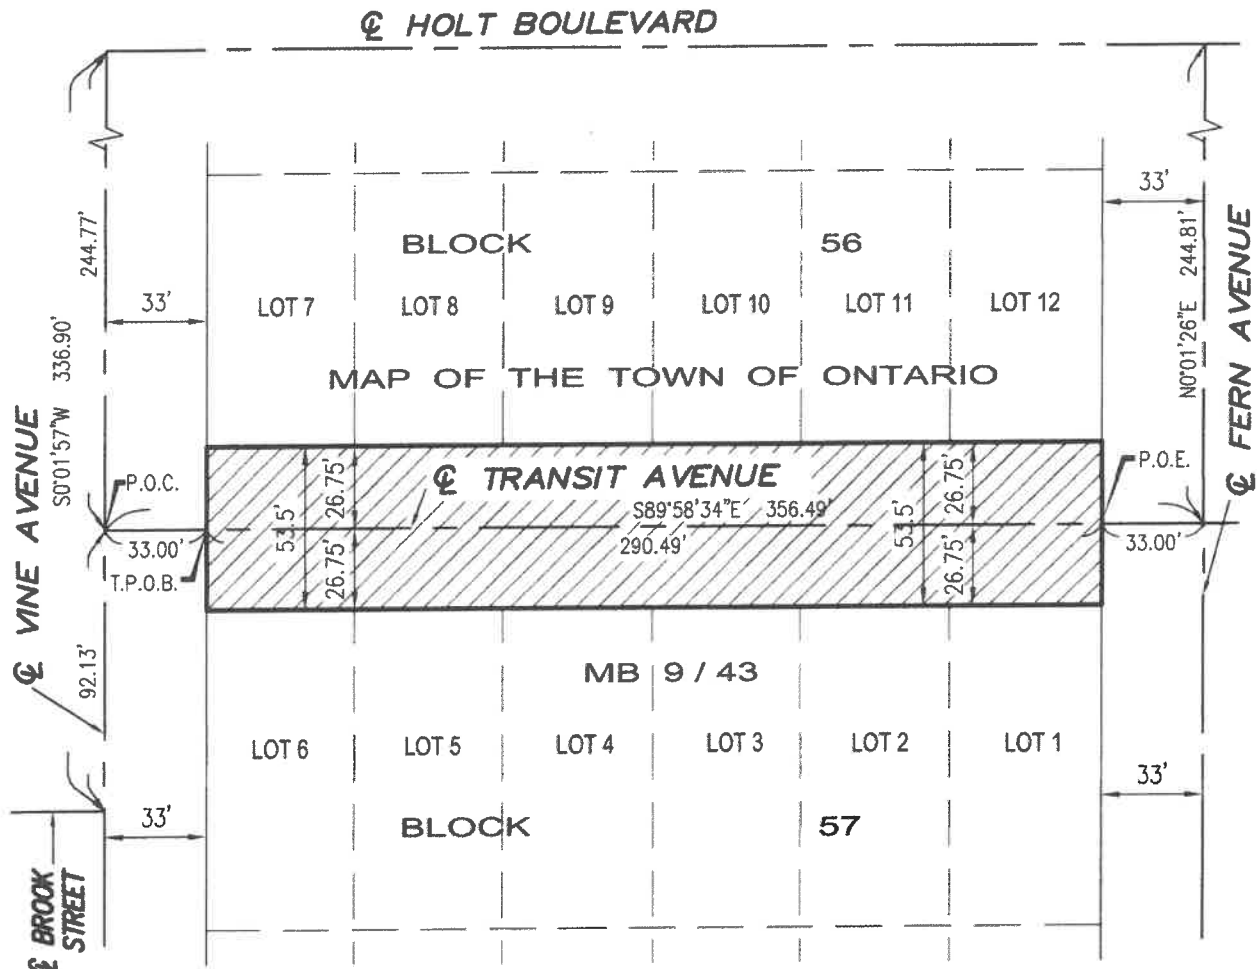 ℄ HOLT BOULEVARD
33'
244.77'
244.81'
BLOCK 56
33'
LOT 7 LOT 8 LOT 9 LOT 10 LOT 11 LOT 12
S0°01'57"W 336.90'
N0°01'26"E
MAP OF THE TOWN OF ONTARIO
℄ VINE AVENUE
℄ FERN AVENUE
P.O.C.
P.O.E.
℄ TRANSIT AVENUE
26.75'
26.75'
S89°58'34"E 356.49'
53.5'
53.5'
33.00'
290.49'
33.00'
T.P.O.B.
26.75'
26.75'
92.13'
MB 9 / 43
LOT 6 LOT 5 LOT 4 LOT 3 LOT 2 LOT 1
33'
33'
BLOCK 57
℄ BROOK
STREET